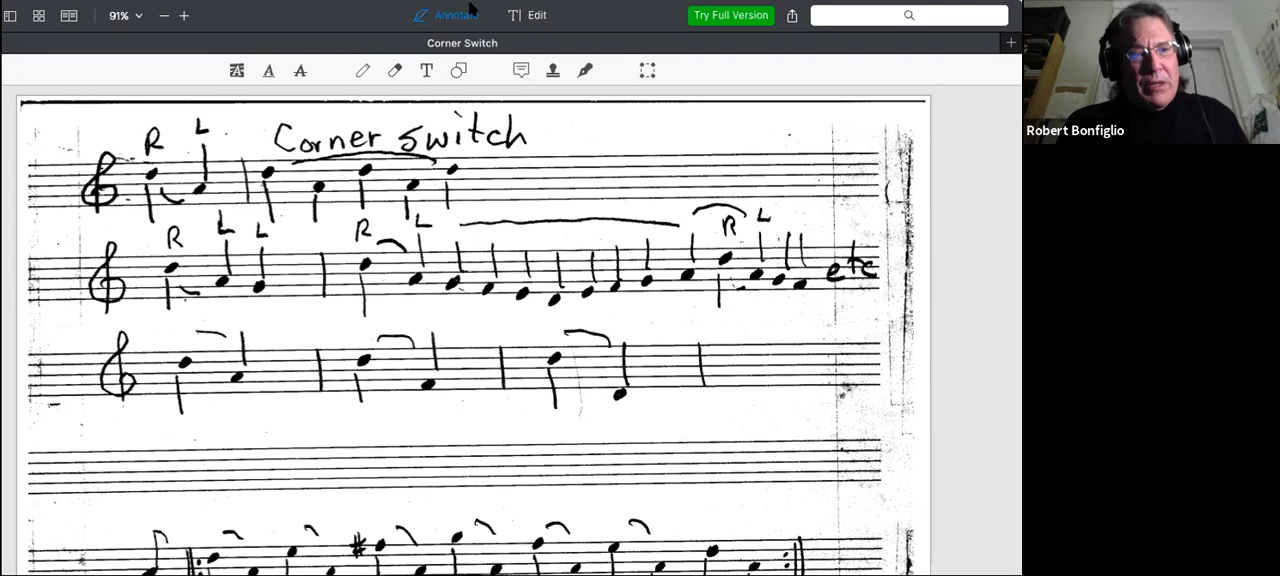 91%
Annotate
T Edit
Try Full Version
Corner Switch
A A A T
Robert Bonfiglio
Corner switch
R L
R L L R L R L
etc